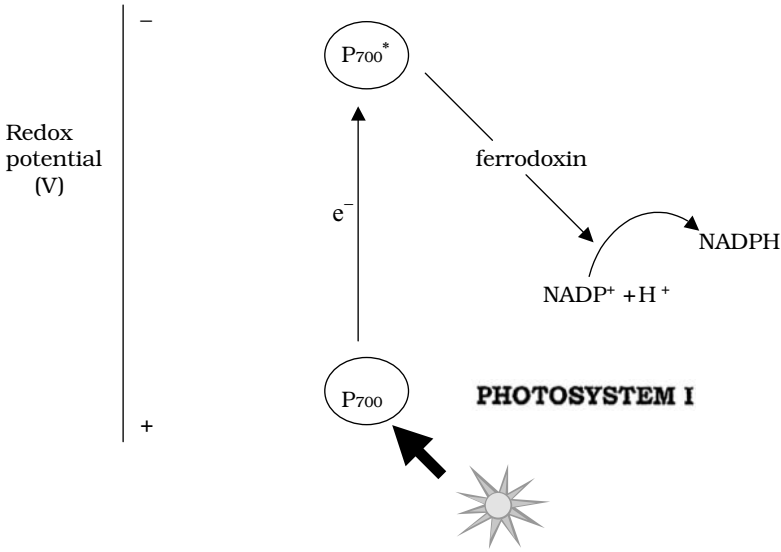 –
P₇₀₀*
Redox
potential
(V)
ferrodoxin
e⁻
NADPH
NADP⁺ + H⁺
P₇₀₀
PHOTOSYSTEM I
+